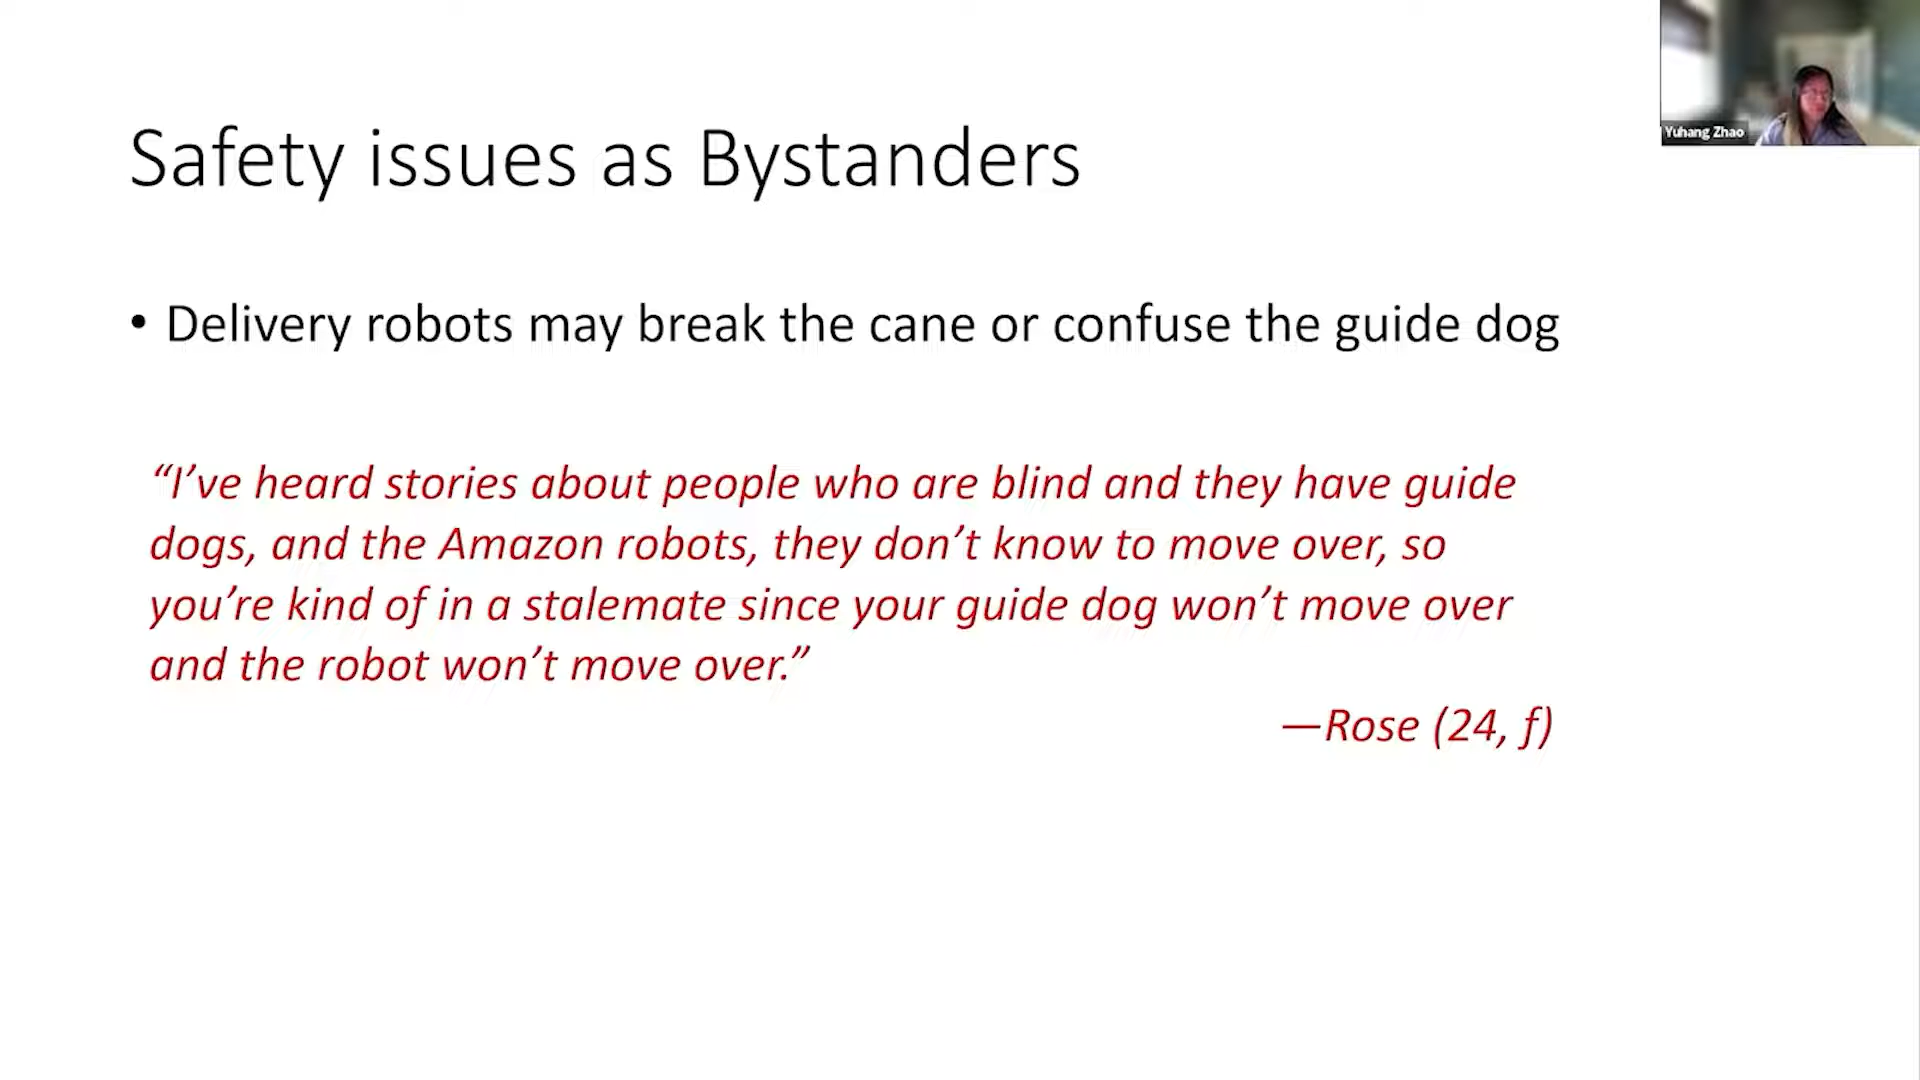 Yuhang Zhao
Safety issues as Bystanders
• Delivery robots may break the cane or confuse the guide dog
“I’ve heard stories about people who are blind and they have guide
dogs, and the Amazon robots, they don’t know to move over, so
you’re kind of in a stalemate since your guide dog won’t move over
and the robot won’t move over.”
—Rose (24, f)